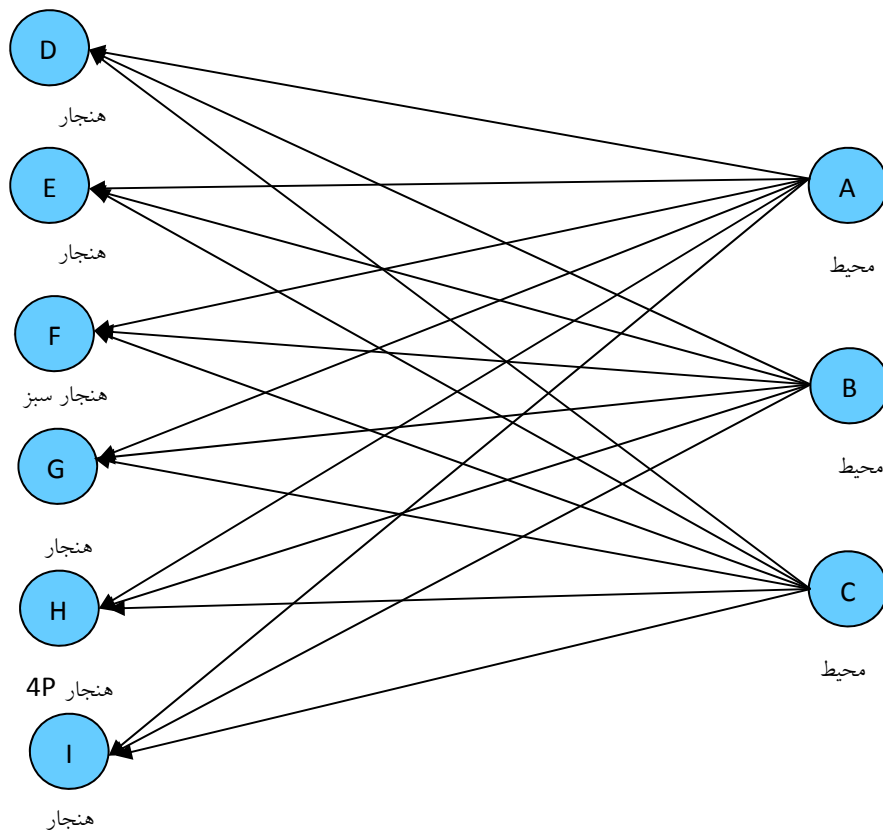 D
هنجار
E
هنجار
A
محیط
F
هنجار سبز
B
محیط
G
هنجار
H
C
محیط
هنجار 4P
I
هنجار